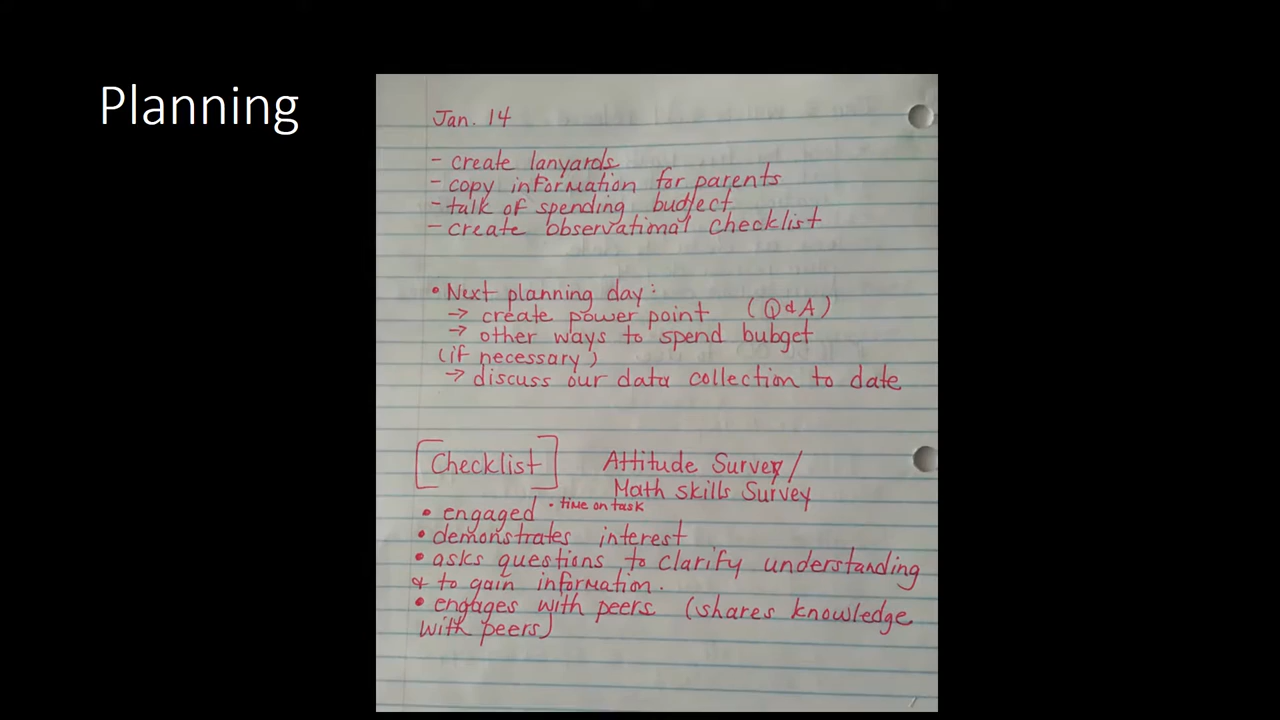 Planning
Jan. 14
- create lanyards
- copy information for parents
- talk of spending budject
- create observational checklist
• Next planning day:
→ create power point (Q & A)
→ other ways to spend bubget
(if necessary)
→ discuss our data collection to date
[Checklist] Attitude Survey/
Math skills Survey
• engaged • time on task
• demonstrates interest
• asks questions to clarify understanding
& to gain information.
• engages with peers (shares knowledge
with peers)